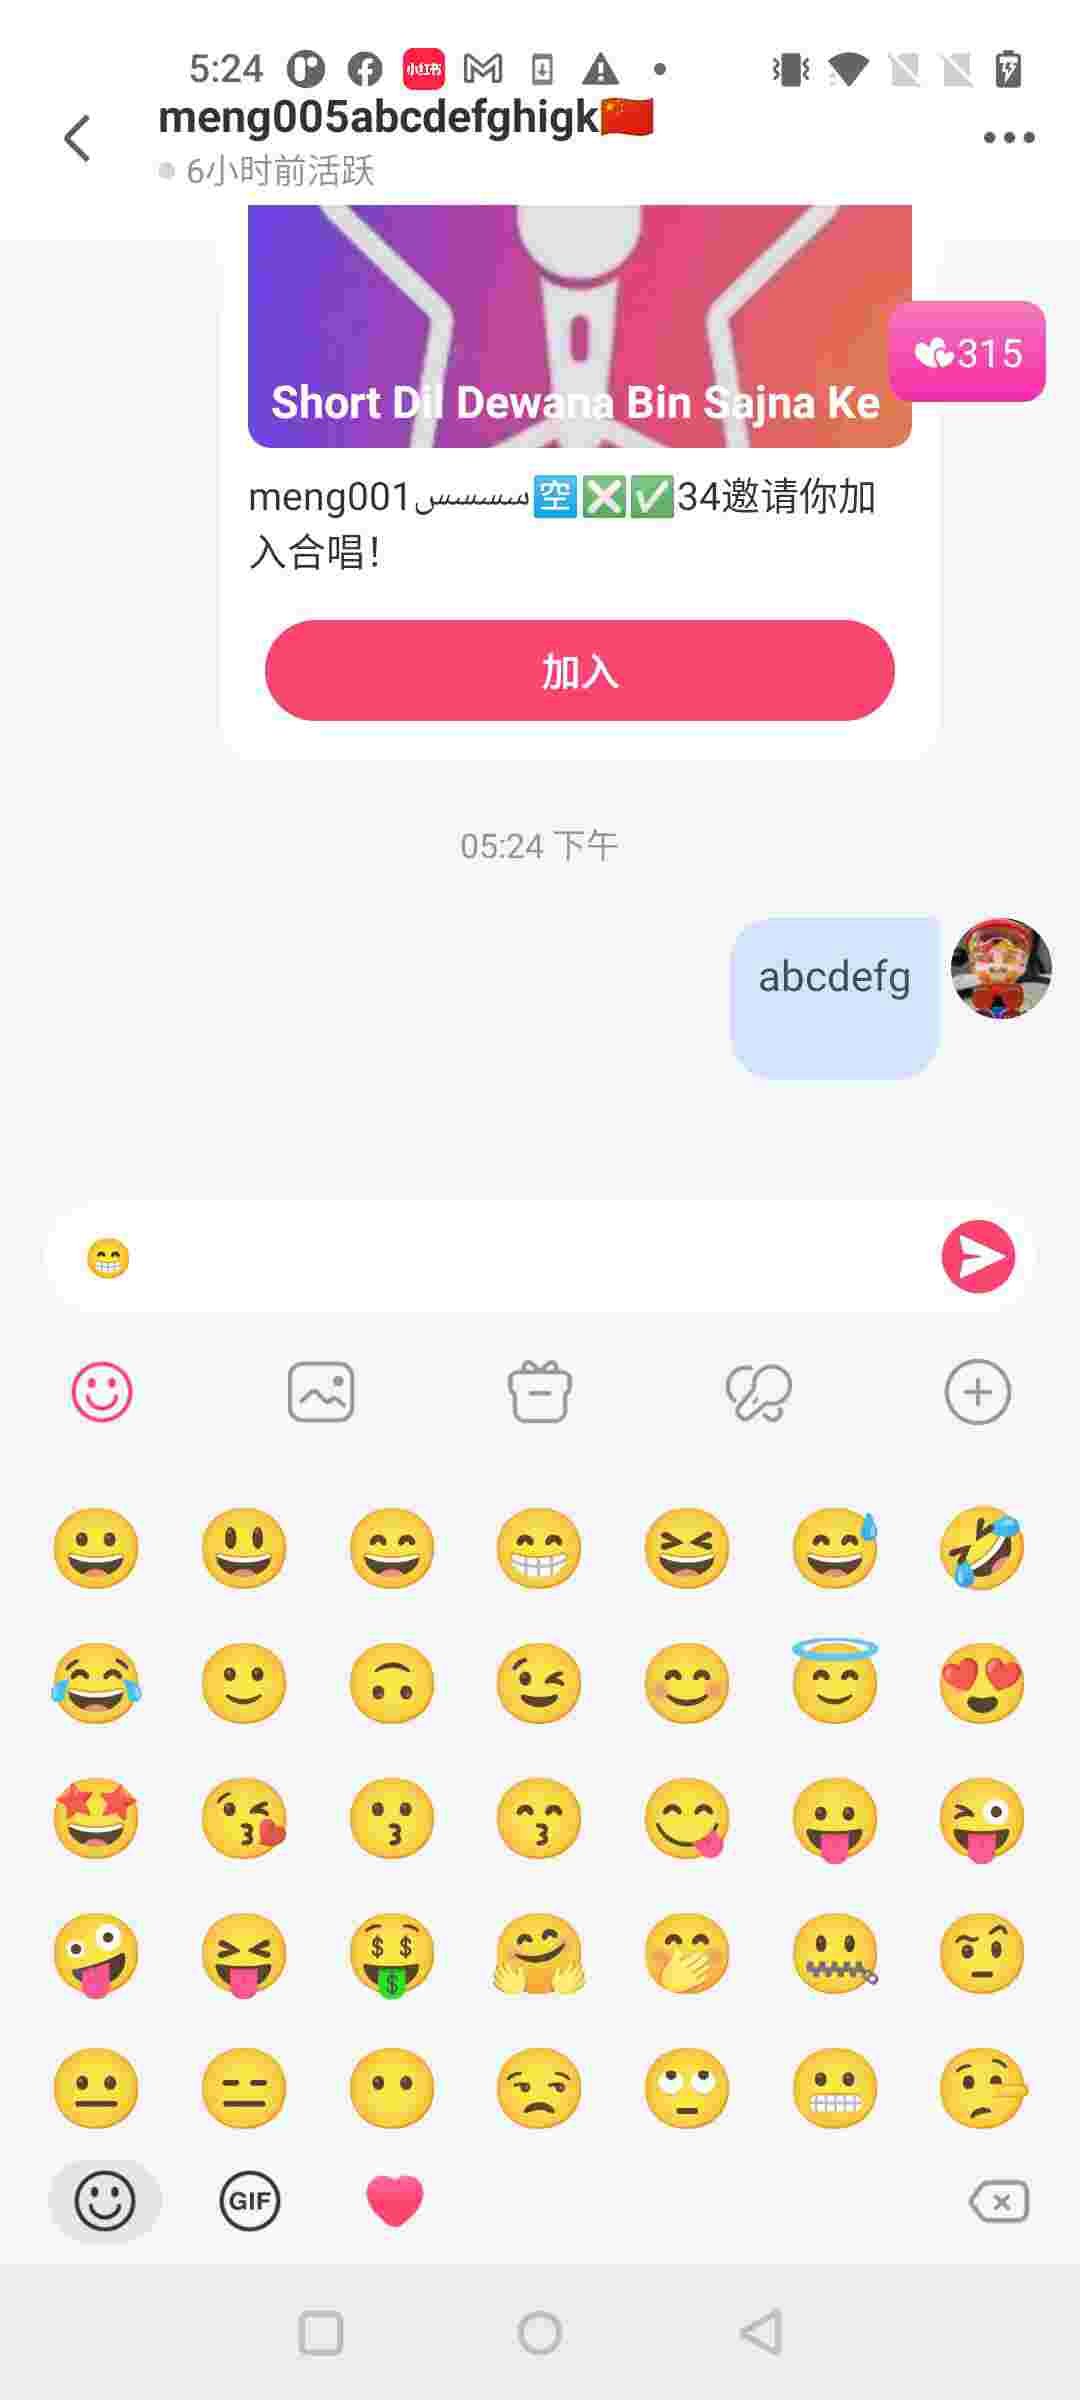 5:24
小红书
meng005abcdefghigk🇨🇳
6小时前活跃
315
Short Dil Dewana Bin Sajna Ke
meng001سسسسس🈳❎✅34邀请你加
入合唱！
加入
05:24 下午
abcdefg
😁
GIF